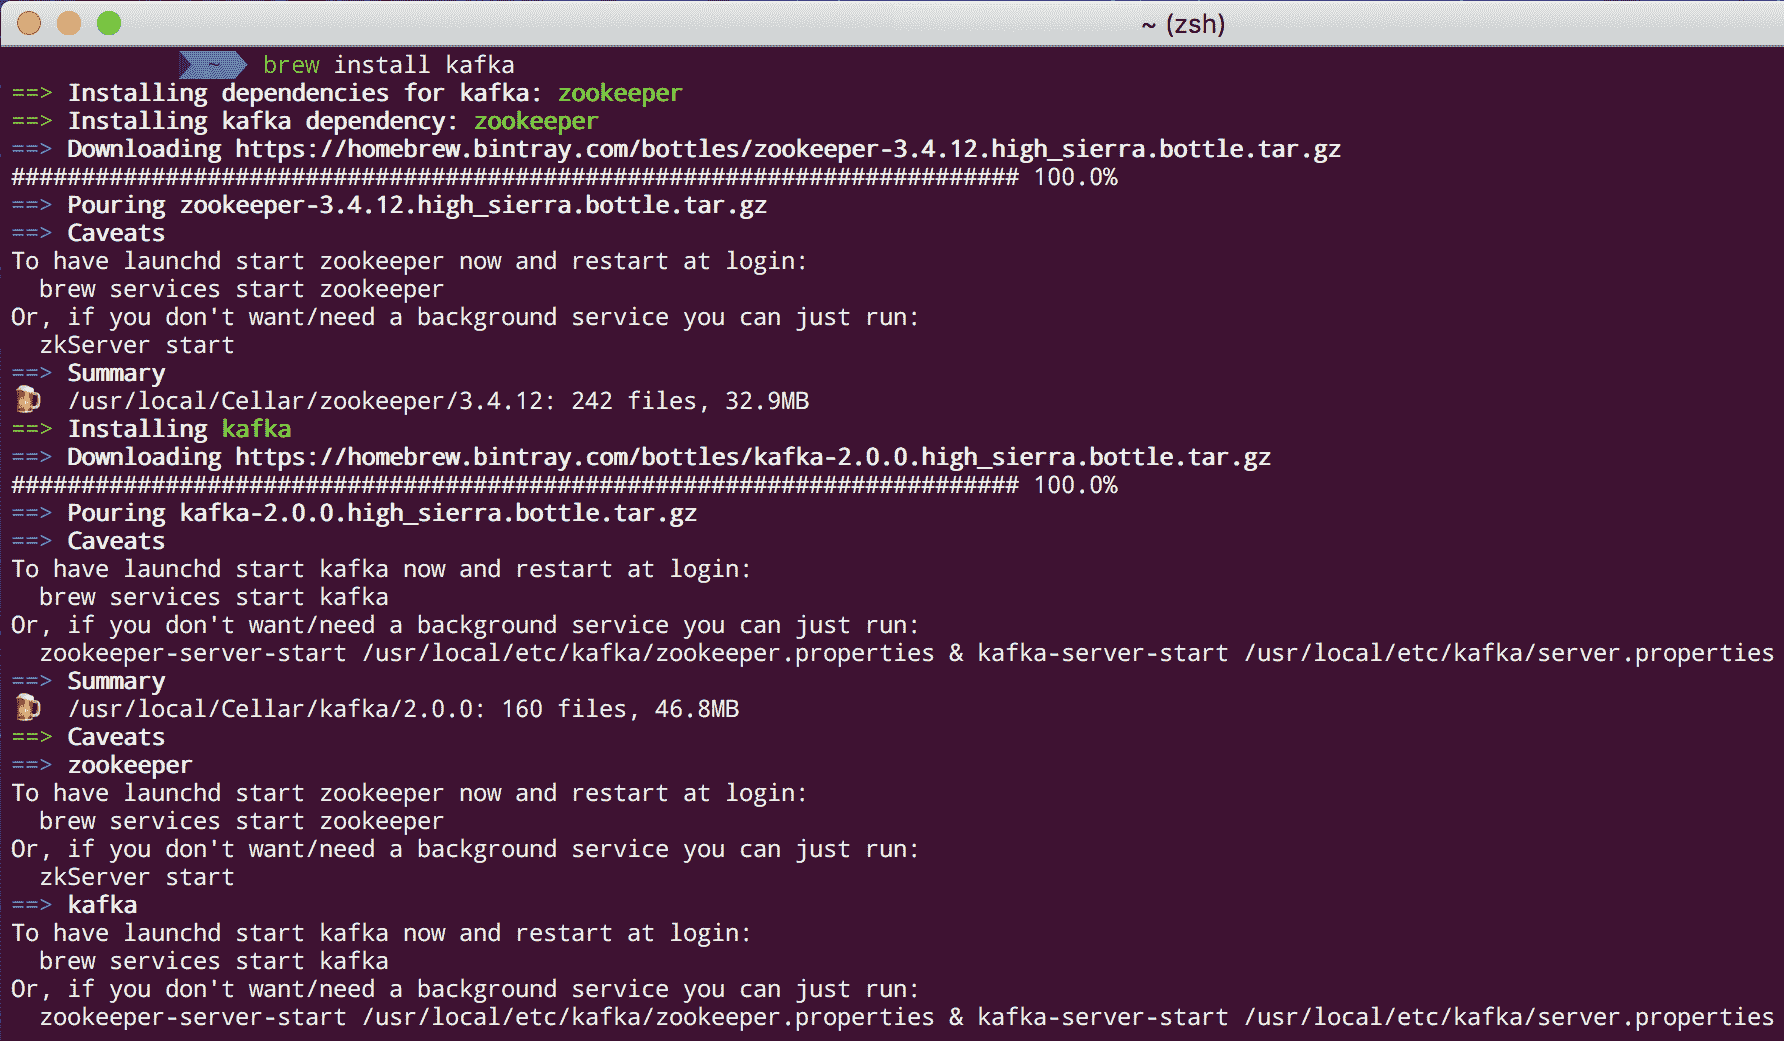 ~ (zsh)
~ brew install kafka
==> Installing dependencies for kafka: zookeeper
==> Installing kafka dependency: zookeeper
==> Downloading https://homebrew.bintray.com/bottles/zookeeper-3.4.12.high_sierra.bottle.tar.gz
######################################################################## 100.0%
==> Pouring zookeeper-3.4.12.high_sierra.bottle.tar.gz
==> Caveats
To have launchd start zookeeper now and restart at login:
  brew services start zookeeper
Or, if you don't want/need a background service you can just run:
  zkServer start
==> Summary
🍺  /usr/local/Cellar/zookeeper/3.4.12: 242 files, 32.9MB
==> Installing kafka
==> Downloading https://homebrew.bintray.com/bottles/kafka-2.0.0.high_sierra.bottle.tar.gz
######################################################################## 100.0%
==> Pouring kafka-2.0.0.high_sierra.bottle.tar.gz
==> Caveats
To have launchd start kafka now and restart at login:
  brew services start kafka
Or, if you don't want/need a background service you can just run:
  zookeeper-server-start /usr/local/etc/kafka/zookeeper.properties & kafka-server-start /usr/local/etc/kafka/server.properties
==> Summary
🍺  /usr/local/Cellar/kafka/2.0.0: 160 files, 46.8MB
==> Caveats
==> zookeeper
To have launchd start zookeeper now and restart at login:
  brew services start zookeeper
Or, if you don't want/need a background service you can just run:
  zkServer start
==> kafka
To have launchd start kafka now and restart at login:
  brew services start kafka
Or, if you don't want/need a background service you can just run:
  zookeeper-server-start /usr/local/etc/kafka/zookeeper.properties & kafka-server-start /usr/local/etc/kafka/server.properties